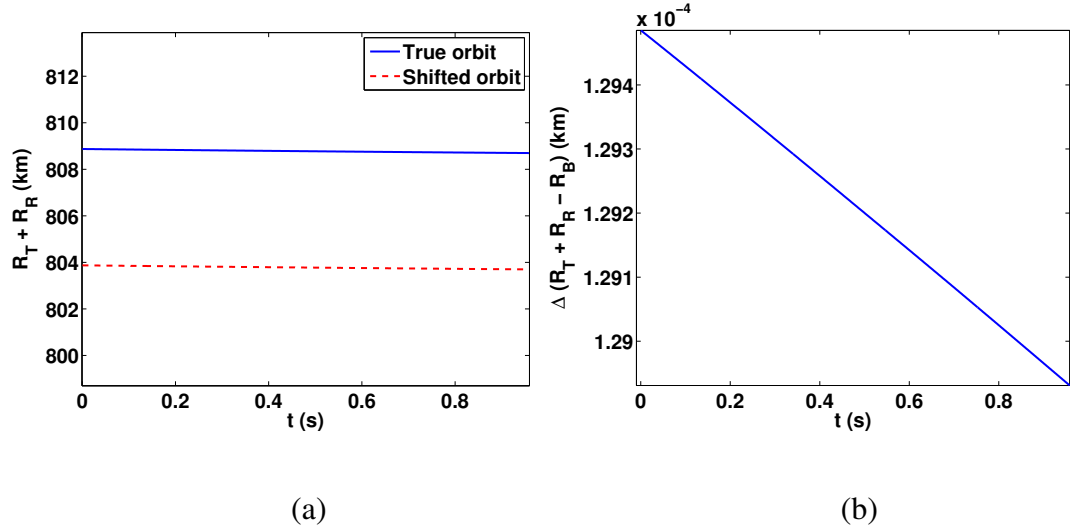 True orbit
Shifted orbit
812
810
808
806
804
802
800
R_T + R_R (km)
0 0.2 0.4 0.6 0.8
t (s)
(a)
x 10^−4
1.294
1.293
1.292
1.291
1.29
Δ (R_T + R_R − R_B) (km)
0 0.2 0.4 0.6 0.8
t (s)
(b)